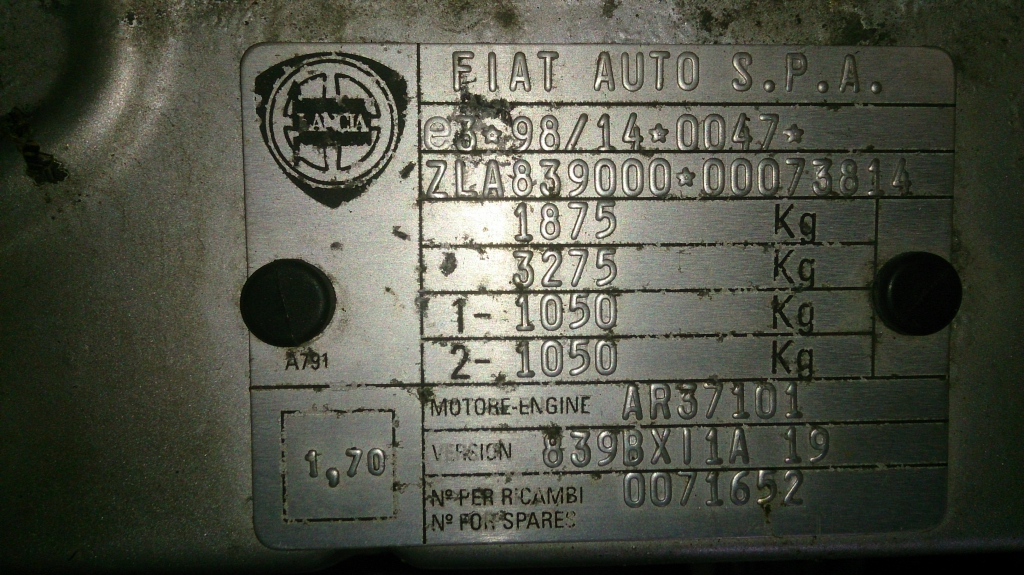 LANCIA
FIAT AUTO S.P.A.
e3*98/14*0047*
ZLA839000*00073814
1875 Kg
3275 Kg
1- 1050 Kg
2- 1050 Kg
A791
MOTORE-ENGINE AR37101
VERSION 839BXI1A 19
1,70
Nº PER RICAMBI 0071652
Nº FOR SPARES